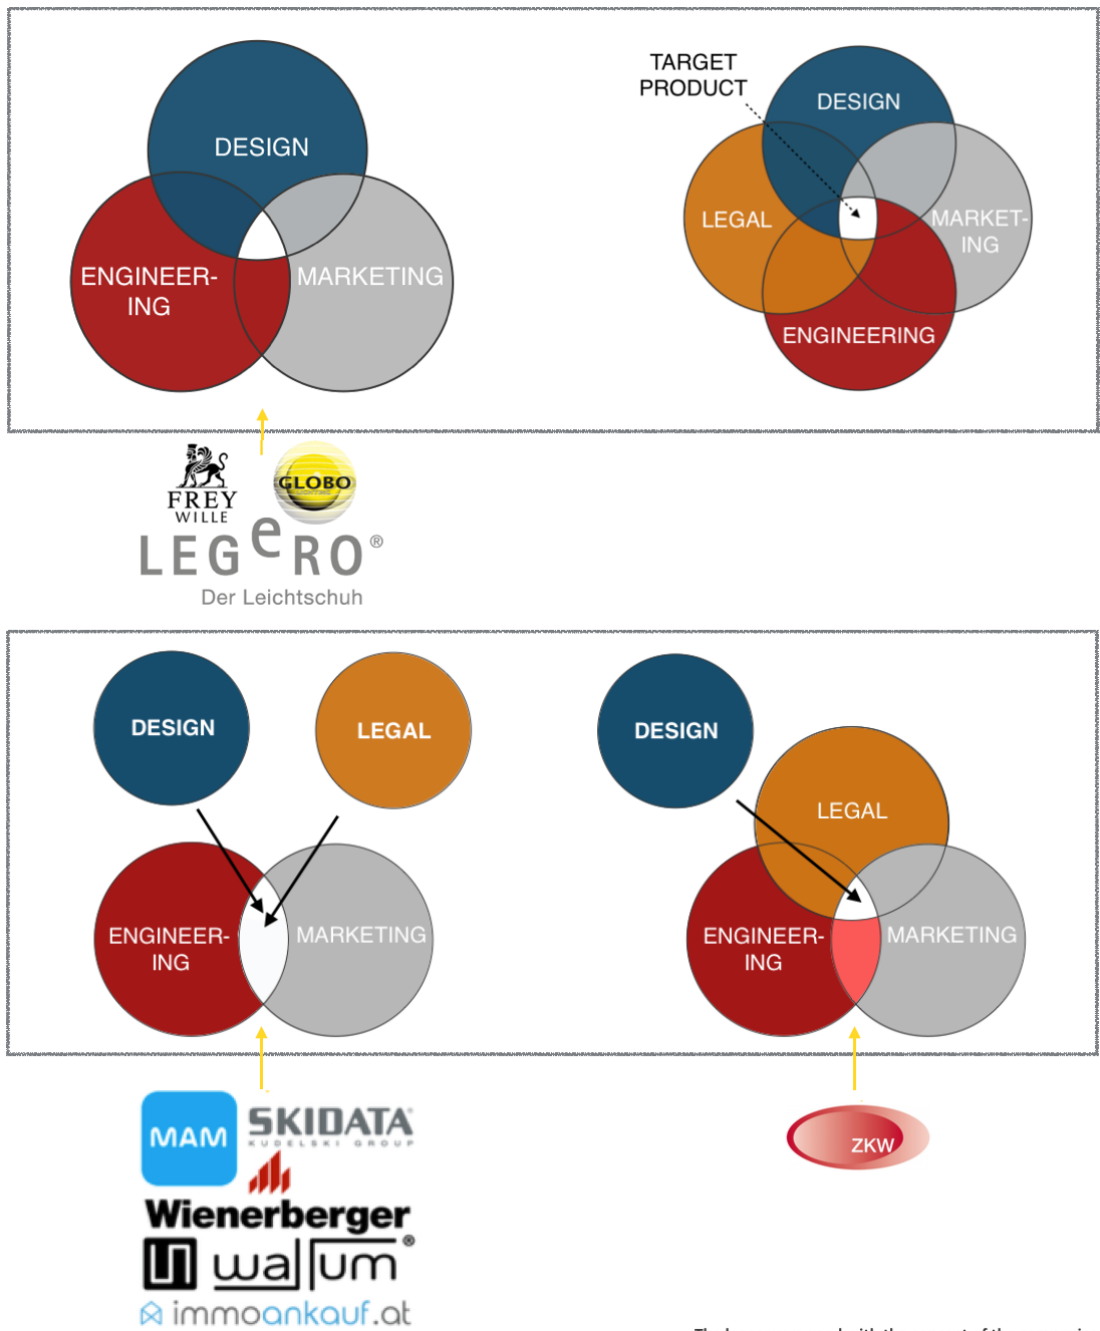 DESIGN
ENGINEER-
ING
MARKETING
TARGET
PRODUCT
DESIGN
LEGAL
MARKET-
ING
ENGINEERING
FREY
WILLE
GLOBO
LIGHTING
LEGeRO®
Der Leichtschuh
DESIGN
LEGAL
ENGINEER-
ING
MARKETING
DESIGN
LEGAL
ENGINEER-
ING
MARKETING
MAM
SKIDATA
KUDELSKI GROUP
Wienerberger
wallum®
immoankauf.at
ZKW